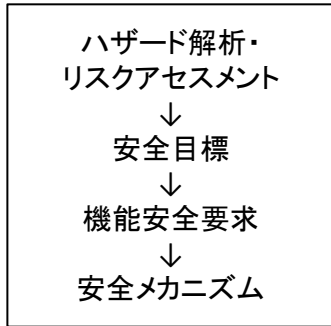 ハザード解析・
リスクアセスメント
↓
安全目標
↓
機能安全要求
↓
安全メカニズム